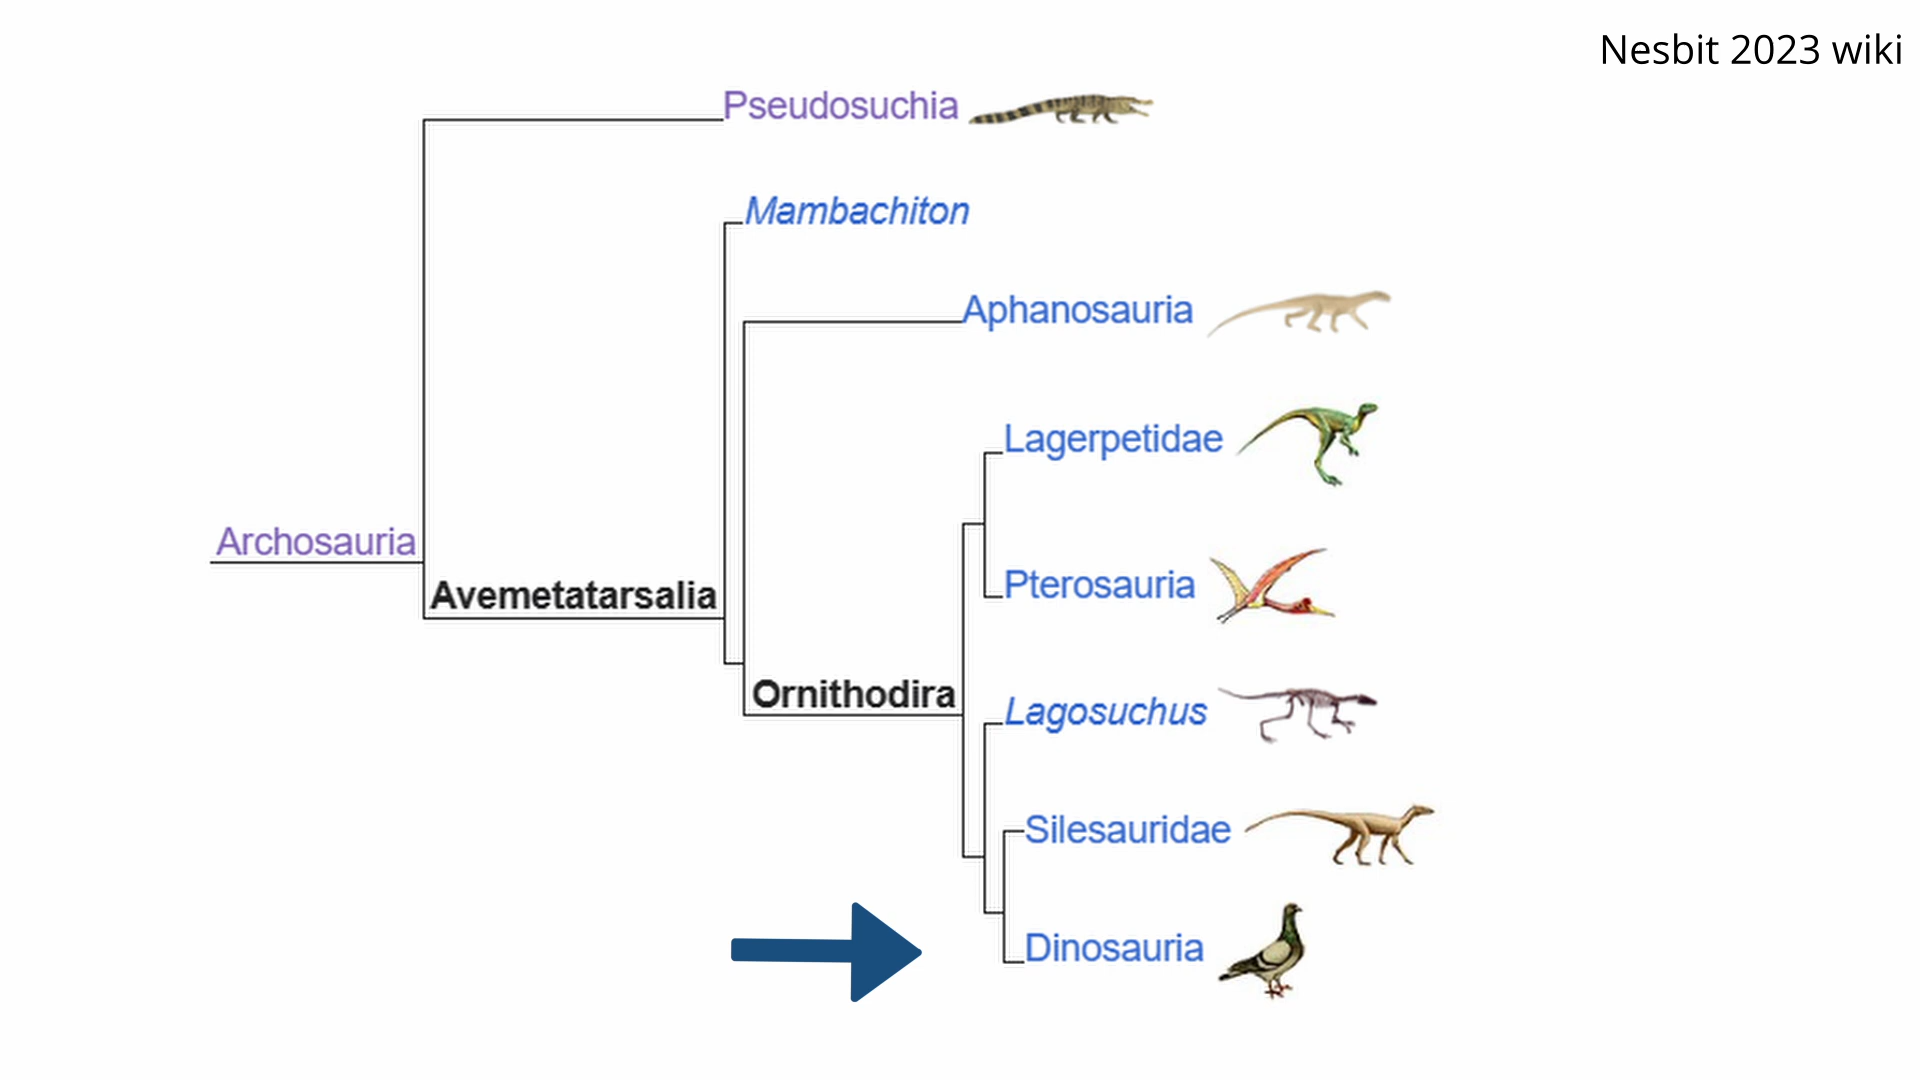 Nesbit 2023 wiki
Pseudosuchia
Mambachiton
Aphanosauria
Lagerpetidae
Archosauria
Pterosauria
Avemetatarsalia
Ornithodira
Lagosuchus
Silesauridae
Dinosauria